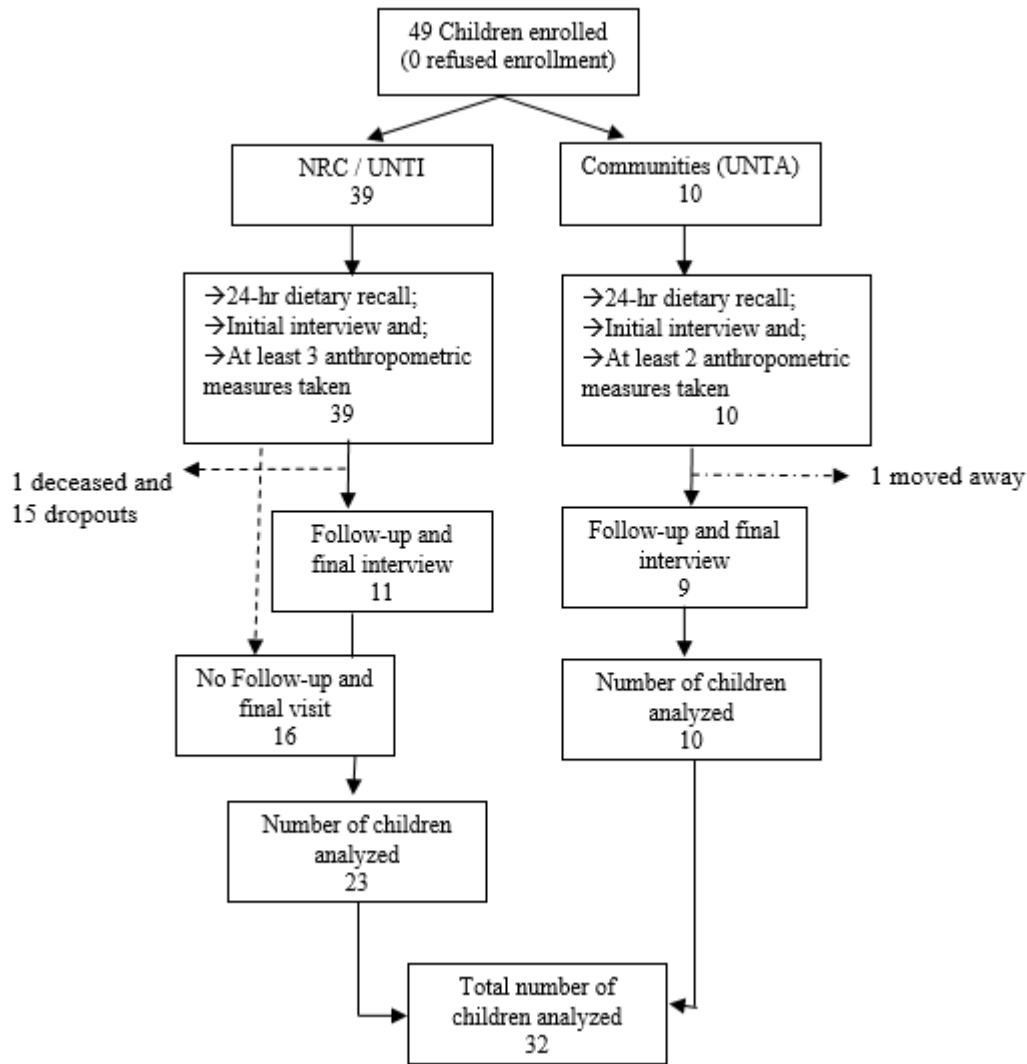 49 Children enrolled
(0 refused enrollment)
NRC / UNTI
39
Communities (UNTA)
10
→24-hr dietary recall;
→Initial interview and;
→At least 3 anthropometric
measures taken
39
→24-hr dietary recall;
→Initial interview and;
→At least 2 anthropometric
measures taken
10
1 deceased and
15 dropouts
1 moved away
Follow-up and
final interview
11
Follow-up and final
interview
9
No Follow-up and
final visit
16
Number of children
analyzed
10
Number of children
analyzed
23
Total number of
children analyzed
32